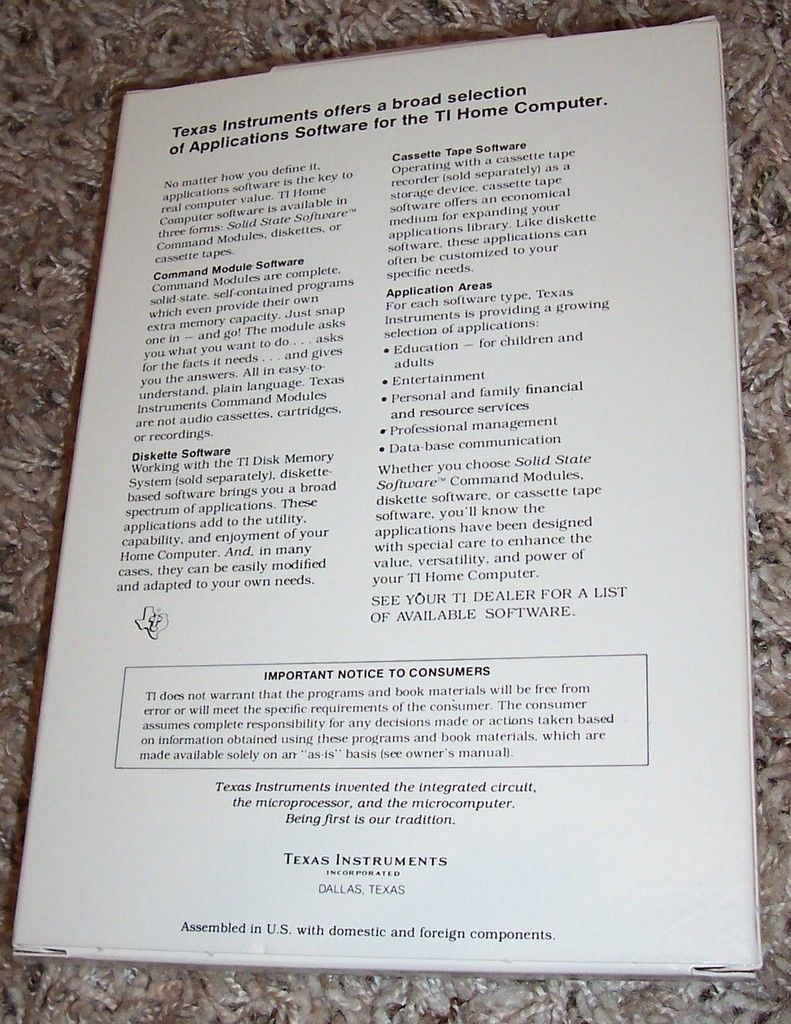 Texas Instruments offers a broad selection
of Applications Software for the TI Home Computer.
No matter how you define it,
applications software is the key to
real computer value. TI Home
Computer software is available in
three forms: Solid State Software™
Command Modules, diskettes, or
cassette tapes.
Command Module Software
Command Modules are complete,
solid-state, self-contained programs
which even provide their own
extra memory capacity. Just snap
one in — and go! The module asks
you what you want to do . . . asks
for the facts it needs . . . and gives
you the answers. All in easy-to-
understand, plain language. Texas
Instruments Command Modules
are not audio cassettes, cartridges,
or recordings.
Diskette Software
Working with the TI Disk Memory
System (sold separately), diskette-
based software brings you a broad
spectrum of applications. These
applications add to the utility,
capability, and enjoyment of your
Home Computer. And, in many
cases, they can be easily modified
and adapted to your own needs.
Cassette Tape Software
Operating with a cassette tape
recorder (sold separately) as a
storage device, cassette tape
software offers an economical
medium for expanding your
applications library. Like diskette
software, these applications can
often be customized to your
specific needs.
Application Areas
For each software type, Texas
Instruments is providing a growing
selection of applications:
• Education — for children and
adults
• Entertainment
• Personal and family financial
and resource services
• Professional management
• Data-base communication
Whether you choose Solid State
Software™ Command Modules,
diskette software, or cassette tape
software, you'll know the
applications have been designed
with special care to enhance the
value, versatility, and power of
your TI Home Computer.
SEE YOUR TI DEALER FOR A LIST
OF AVAILABLE SOFTWARE.
IMPORTANT NOTICE TO CONSUMERS
TI does not warrant that the programs and book materials will be free from
error or will meet the specific requirements of the consumer. The consumer
assumes complete responsibility for any decisions made or actions taken based
on information obtained using these programs and book materials, which are
made available solely on an "as-is" basis (see owner's manual).
Texas Instruments invented the integrated circuit,
the microprocessor, and the microcomputer.
Being first is our tradition.
TEXAS INSTRUMENTS
INCORPORATED
DALLAS, TEXAS
Assembled in U.S. with domestic and foreign components.